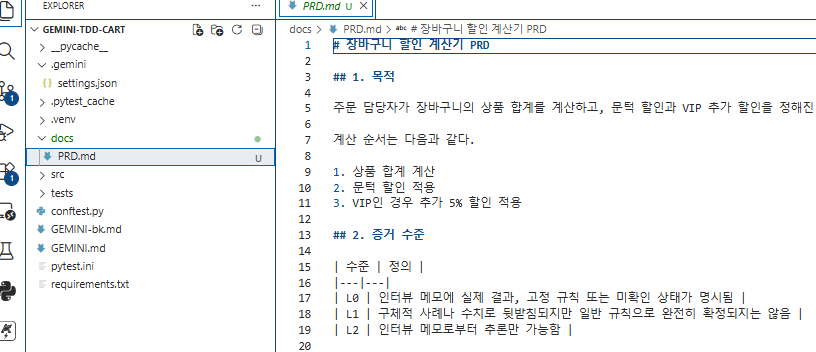 EXPLORER
GEMINI-TDD-CART
__pycache__
.gemini
{} settings.json
.pytest_cache
.venv
docs
PRD.md U
src
tests
conftest.py
GEMINI-bk.md
GEMINI.md
pytest.ini
requirements.txt
1
1
PRD.md U
docs > PRD.md > abc # 장바구니 할인 계산기 PRD
1 # 장바구니 할인 계산기 PRD
2
3 ## 1. 목적
4
5 주문 담당자가 장바구니의 상품 합계를 계산하고, 문턱 할인과 VIP 추가 할인을 정해진
6
7 계산 순서는 다음과 같다.
8
9 1. 상품 합계 계산
10 2. 문턱 할인 적용
11 3. VIP인 경우 추가 5% 할인 적용
12
13 ## 2. 증거 수준
14
15 | 수준 | 정의 |
16 |---|---|
17 | L0 | 인터뷰 메모에 실제 결과, 고정 규칙 또는 미확인 상태가 명시됨 |
18 | L1 | 구체적 사례나 수치로 뒷받침되지만 일반 규칙으로 완전히 확정되지는 않음 |
19 | L2 | 인터뷰 메모로부터 추론만 가능함 |
20